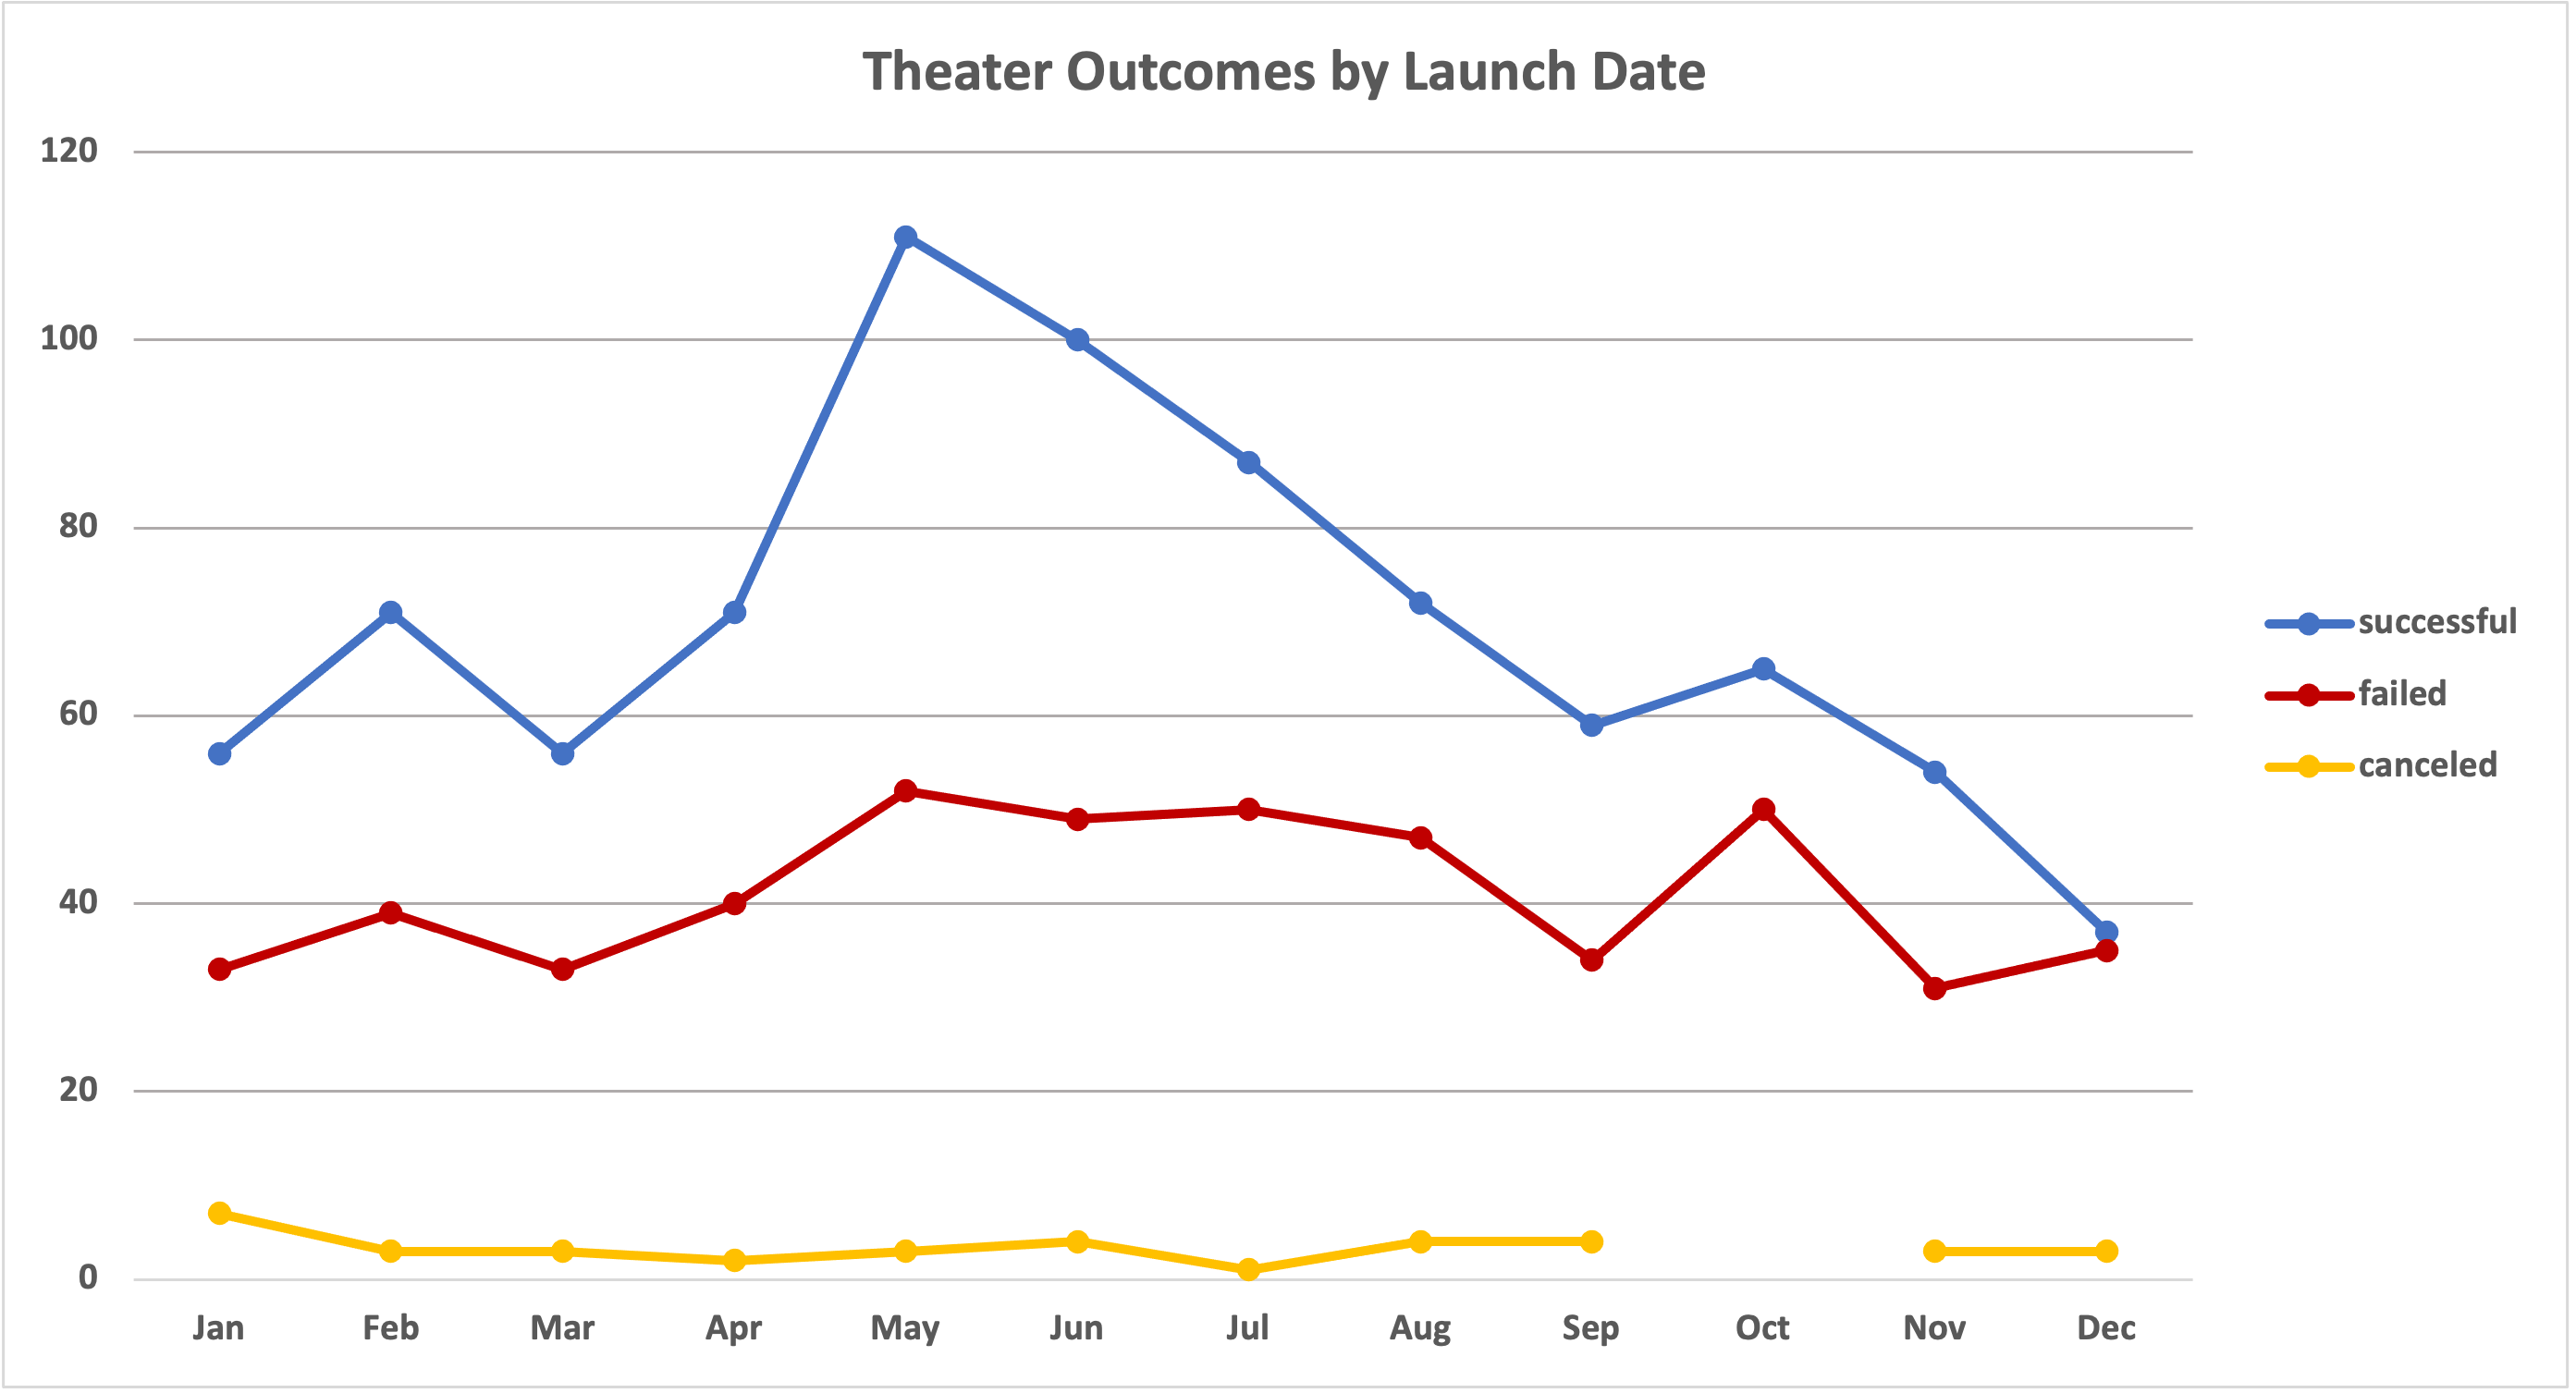 Theater Outcomes by Launch Date
120
100
80
60
40
20
0
Jan Feb Mar Apr May Jun Jul Aug Sep Oct Nov Dec
successful
failed
canceled